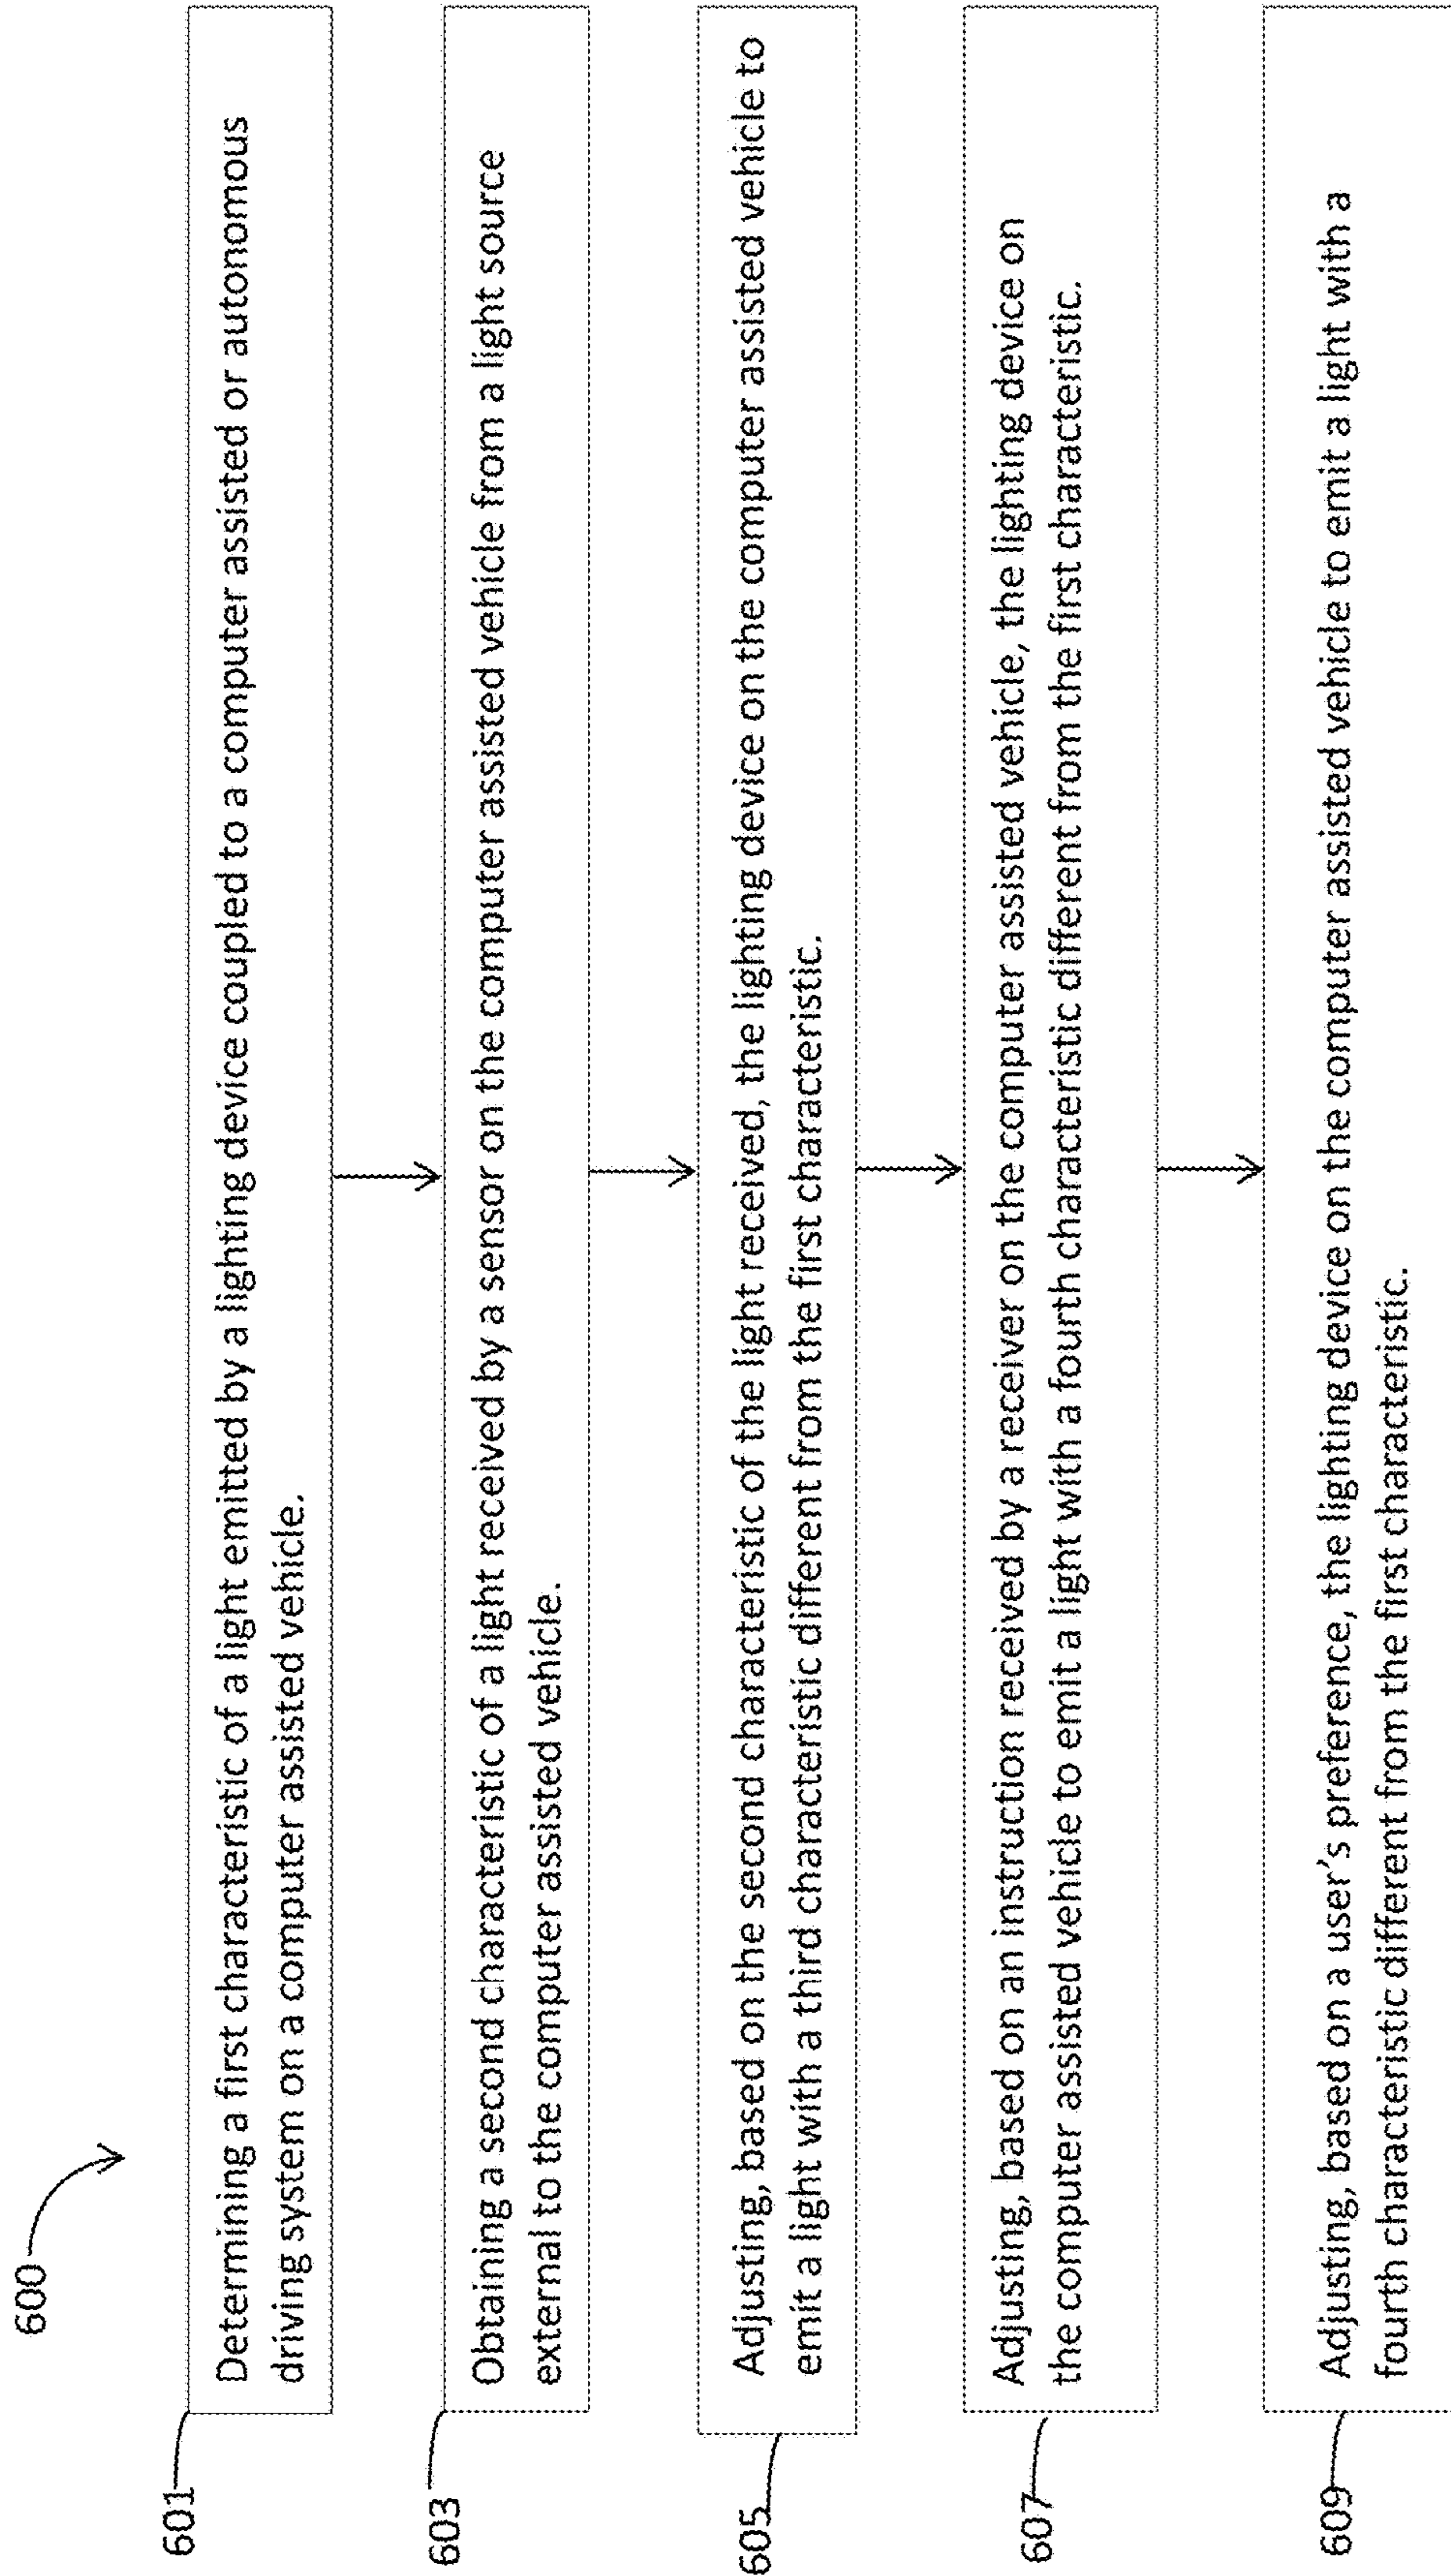 600
601
Determining a first characteristic of a light emitted by a lighting device coupled to a computer assisted or autonomous
driving system on a computer assisted vehicle.
603
Obtaining a second characteristic of a light received by a sensor on the computer assisted vehicle from a light source
external to the computer assisted vehicle.
605
Adjusting, based on the second characteristic of the light received, the lighting device on the computer assisted vehicle to
emit a light with a third characteristic different from the first characteristic.
607
Adjusting, based on an instruction received by a receiver on the computer assisted vehicle, the lighting device on
the computer assisted vehicle to emit a light with a fourth characteristic different from the first characteristic.
609
Adjusting, based on a user's preference, the lighting device on the computer assisted vehicle to emit a light with a
fourth characteristic different from the first characteristic.